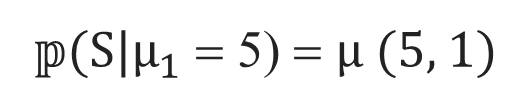 ℙ(S|μ₁ = 5) = μ (5, 1)